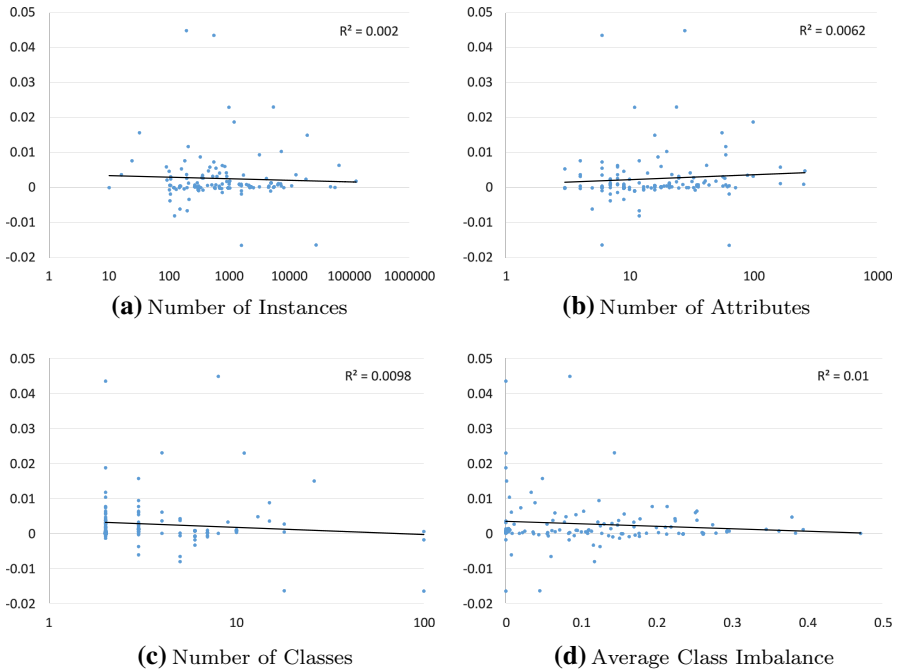 0.05
0.04
0.03
0.02
0.01
0
-0.01
-0.02
R² = 0.002
1 10 100 1000 10000 100000 1000000
(a) Number of Instances
0.05
0.04
0.03
0.02
0.01
0
-0.01
-0.02
R² = 0.0062
1 10 100 1000
(b) Number of Attributes
0.05
0.04
0.03
0.02
0.01
0
-0.01
-0.02
R² = 0.0098
1 10 100
(c) Number of Classes
0.05
0.04
0.03
0.02
0.01
0
-0.01
-0.02
R² = 0.01
0 0.1 0.2 0.3 0.4 0.5
(d) Average Class Imbalance